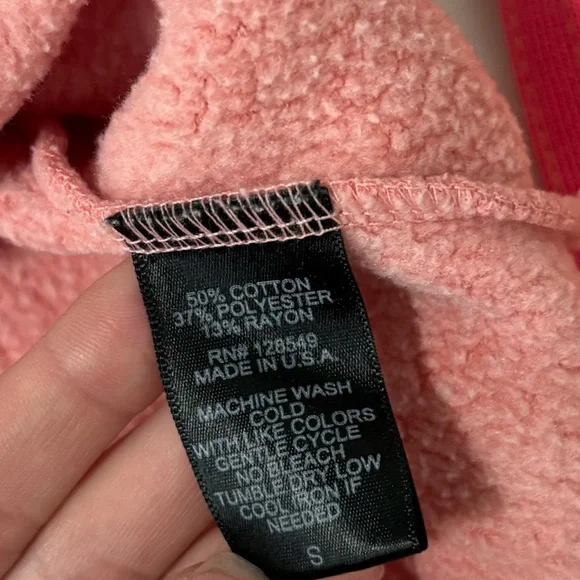 50% COTTON
37% POLYESTER
13% RAYON
RN# 128549
MADE IN U.S.A.
MACHINE WASH
COLD
WITH LIKE COLORS
GENTLE CYCLE
NO BLEACH
TUMBLE DRY LOW
COOL IRON IF
NEEDED
S